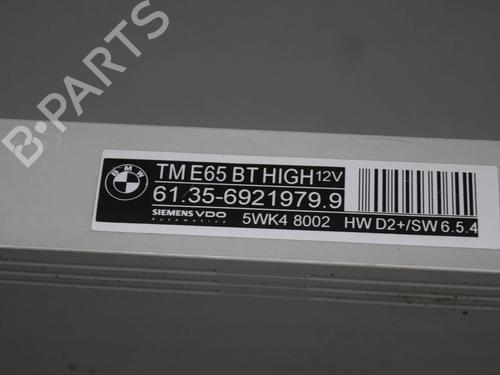 B-PARTS
BMW
TM E65 BT HIGH 12V
61.35-6921979.9
SIEMENS VDO
Automotive
5WK4 8002 HW D2+/SW 6.5.4